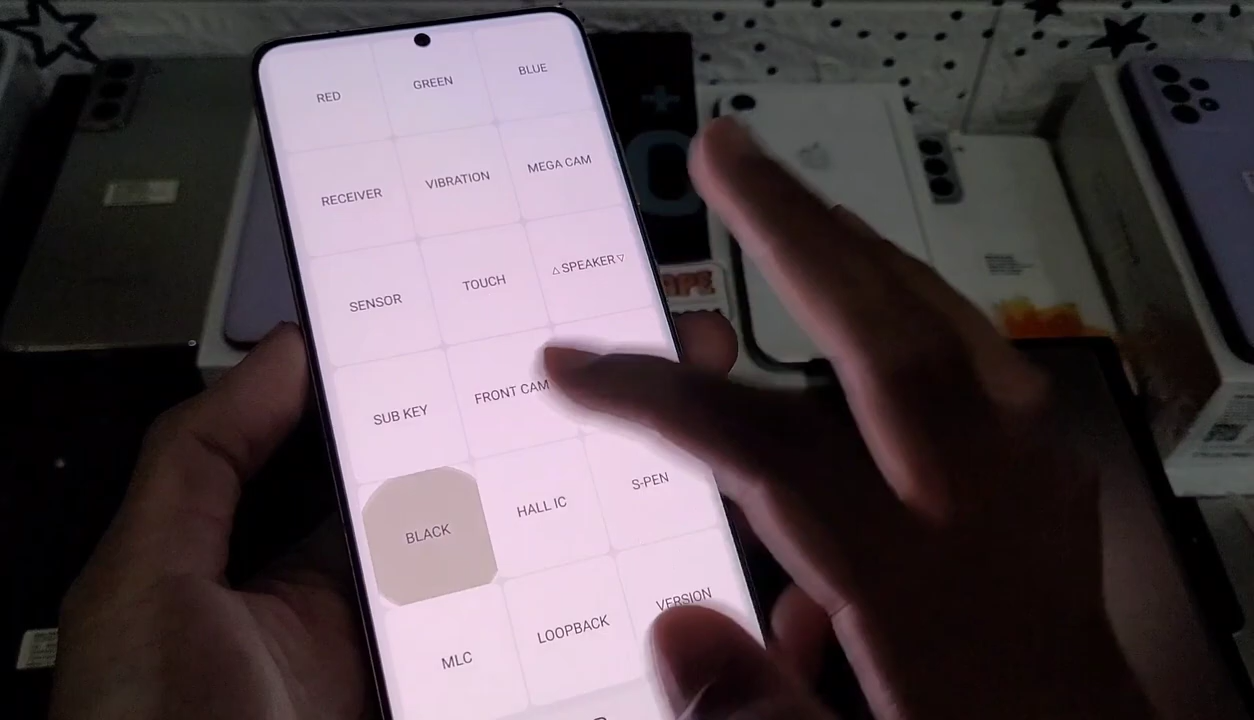 RED
GREEN
BLUE
RECEIVER
VIBRATION
MEGA CAM
SENSOR
TOUCH
△ SPEAKER ▽
SUB KEY
FRONT CAM
BLACK
HALL IC
S-PEN
MLC
LOOPBACK
VERSION